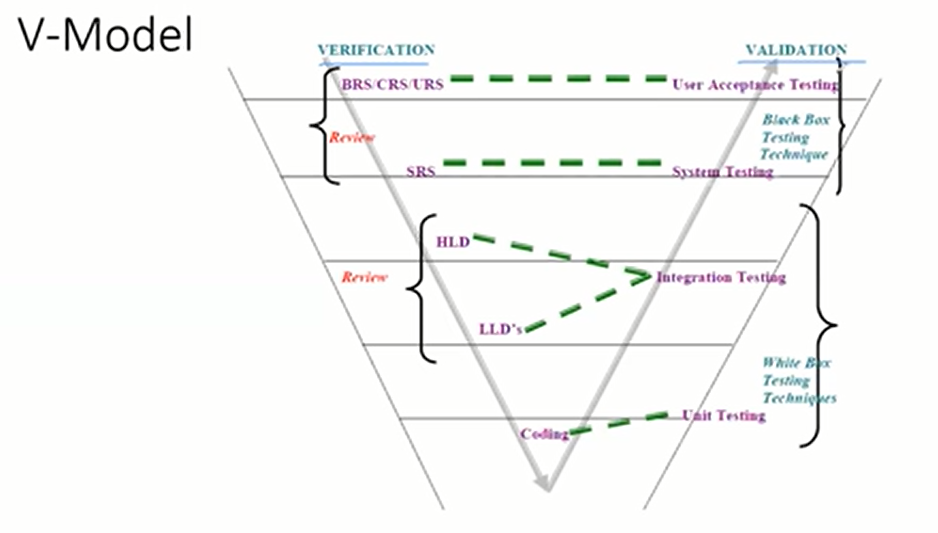 V-Model
VERIFICATION
VALIDATION
BRS/CRS/URS
User Acceptance Testing
Review
Black Box
Testing
Technique
SRS
System Testing
HLD
Review
Integration Testing
LLD's
White Box
Testing
Techniques
Coding
Unit Testing